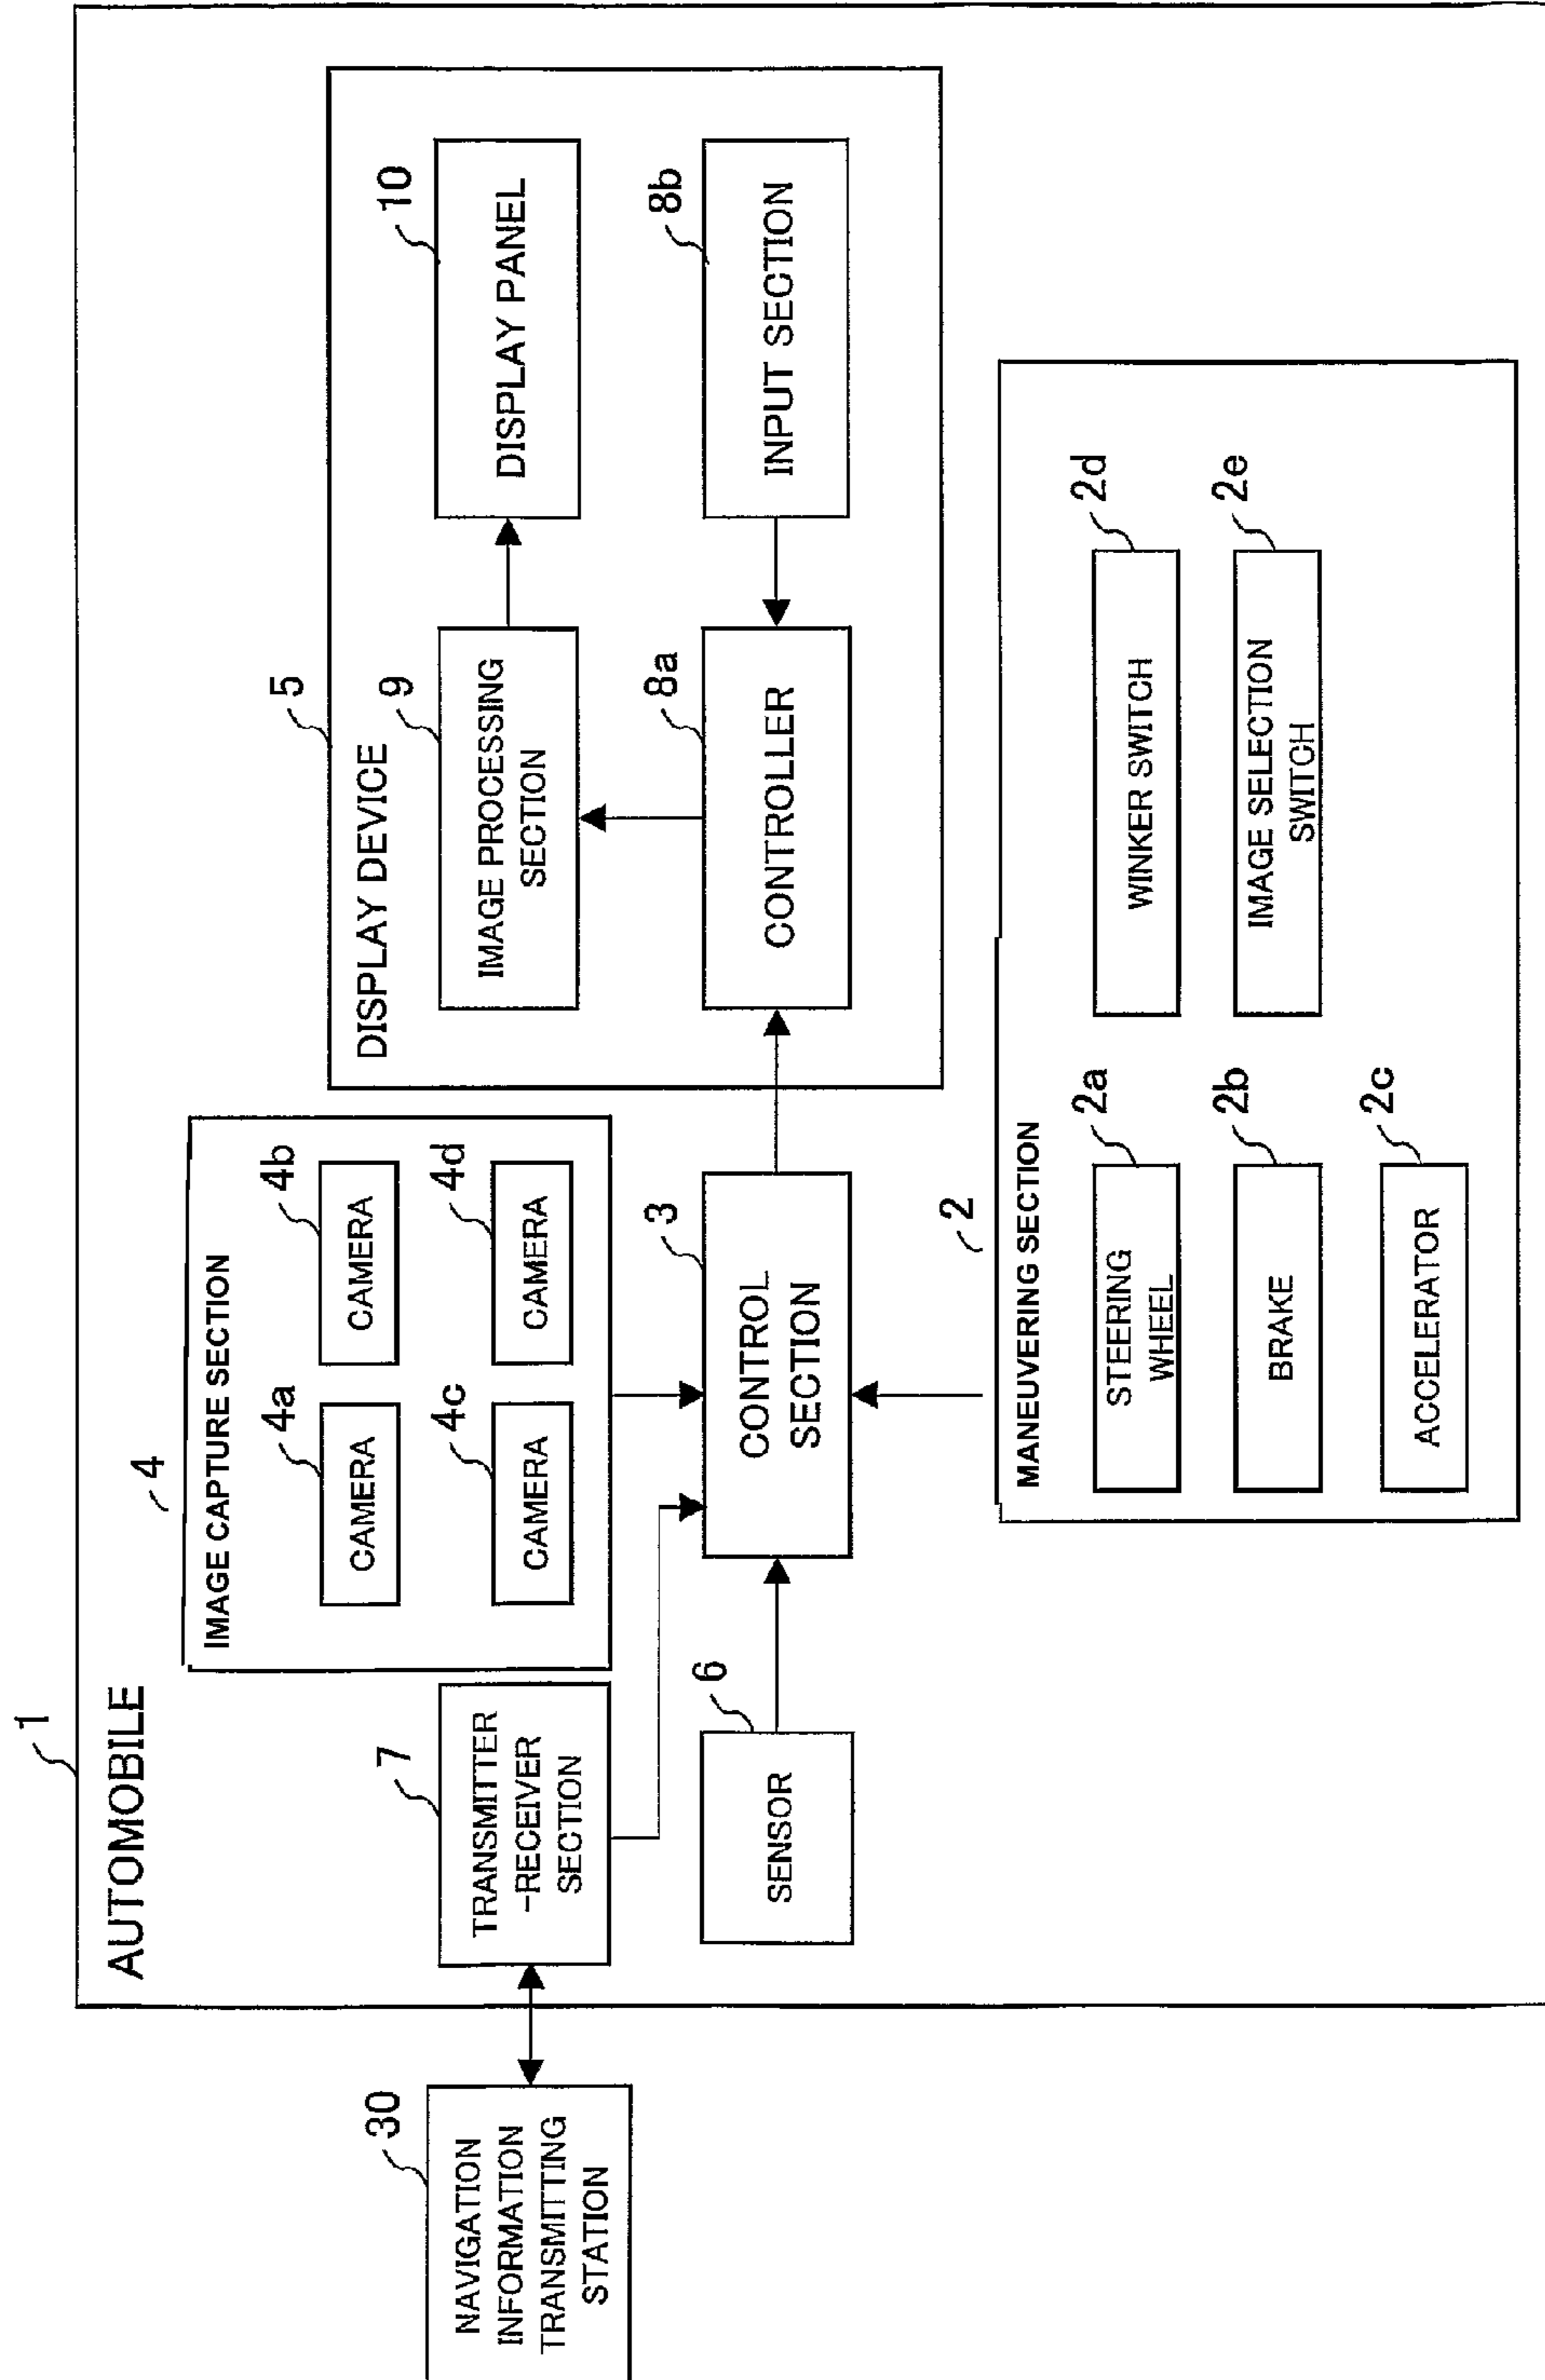 1
AUTOMOBILE
30
NAVIGATION
INFORMATION
TRANSMITTING
STATION
7
TRANSMITTER
-RECEIVER
SECTION
6
SENSOR
4
IMAGE CAPTURE SECTION
4a
CAMERA
4b
CAMERA
4c
CAMERA
4d
CAMERA
3
CONTROL
SECTION
5
DISPLAY DEVICE
9
IMAGE PROCESSING
SECTION
10
DISPLAY PANEL
8a
CONTROLLER
8b
INPUT SECTION
2
MANEUVERING SECTION
2a
STEERING
WHEEL
2b
BRAKE
2c
ACCELERATOR
2d
WINKER SWITCH
2e
IMAGE SELECTION
SWITCH